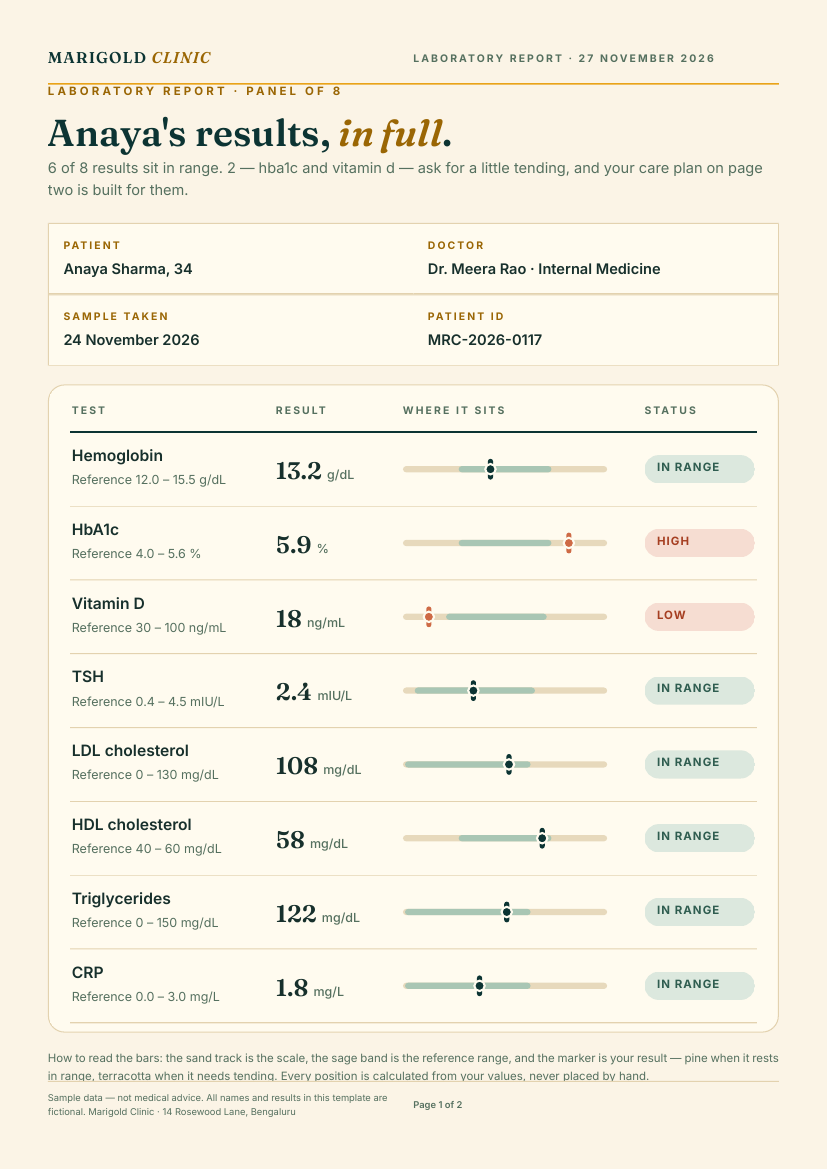 MARIGOLD CLINIC
LABORATORY REPORT · 27 NOVEMBER 2026
LABORATORY REPORT · PANEL OF 8
Anaya's results, in full.
6 of 8 results sit in range. 2 — hba1c and vitamin d — ask for a little tending, and your care plan on page
two is built for them.
PATIENT
Anaya Sharma, 34
DOCTOR
Dr. Meera Rao · Internal Medicine
SAMPLE TAKEN
24 November 2026
PATIENT ID
MRC-2026-0117
TEST RESULT WHERE IT SITS STATUS
Hemoglobin
Reference 12.0 – 15.5 g/dL
13.2 g/dL
IN RANGE
HbA1c
Reference 4.0 – 5.6 %
5.9 %
HIGH
Vitamin D
Reference 30 – 100 ng/mL
18 ng/mL
LOW
TSH
Reference 0.4 – 4.5 mIU/L
2.4 mIU/L
IN RANGE
LDL cholesterol
Reference 0 – 130 mg/dL
108 mg/dL
IN RANGE
HDL cholesterol
Reference 40 – 60 mg/dL
58 mg/dL
IN RANGE
Triglycerides
Reference 0 – 150 mg/dL
122 mg/dL
IN RANGE
CRP
Reference 0.0 – 3.0 mg/L
1.8 mg/L
IN RANGE
How to read the bars: the sand track is the scale, the sage band is the reference range, and the marker is your result — pine when it rests
in range, terracotta when it needs tending. Every position is calculated from your values, never placed by hand.
Sample data — not medical advice. All names and results in this template are
fictional. Marigold Clinic · 14 Rosewood Lane, Bengaluru
Page 1 of 2